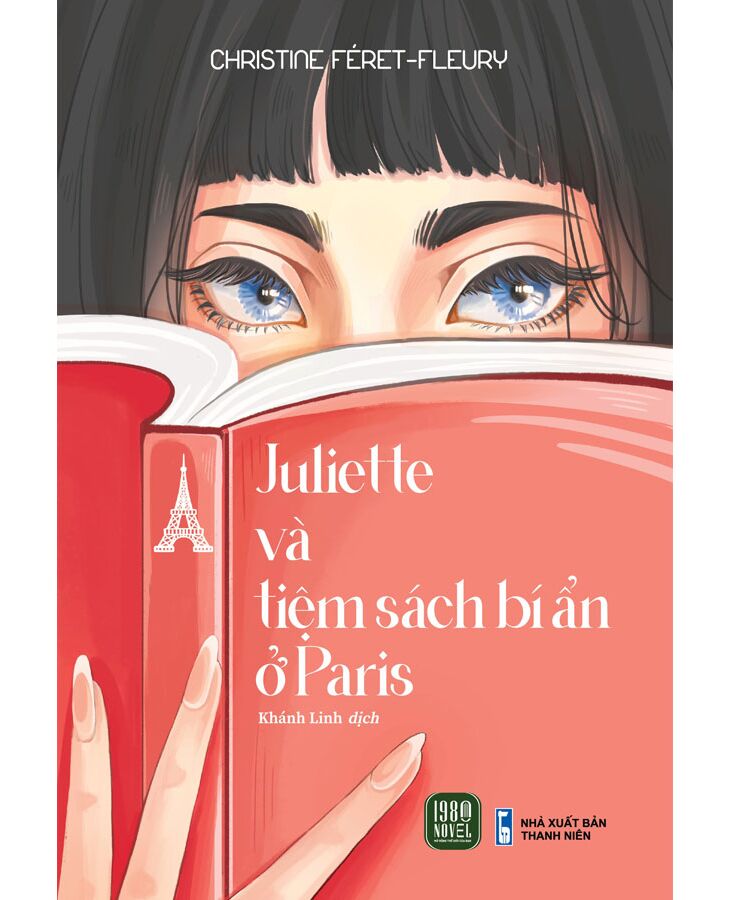 CHRISTINE FÉRET-FLEURY
Juliette
và
tiệm sách bí ẩn
ở Paris
Khánh Linh dịch
1980
NOVEL
NHÀ XUẤT BẢN
THANH NIÊN